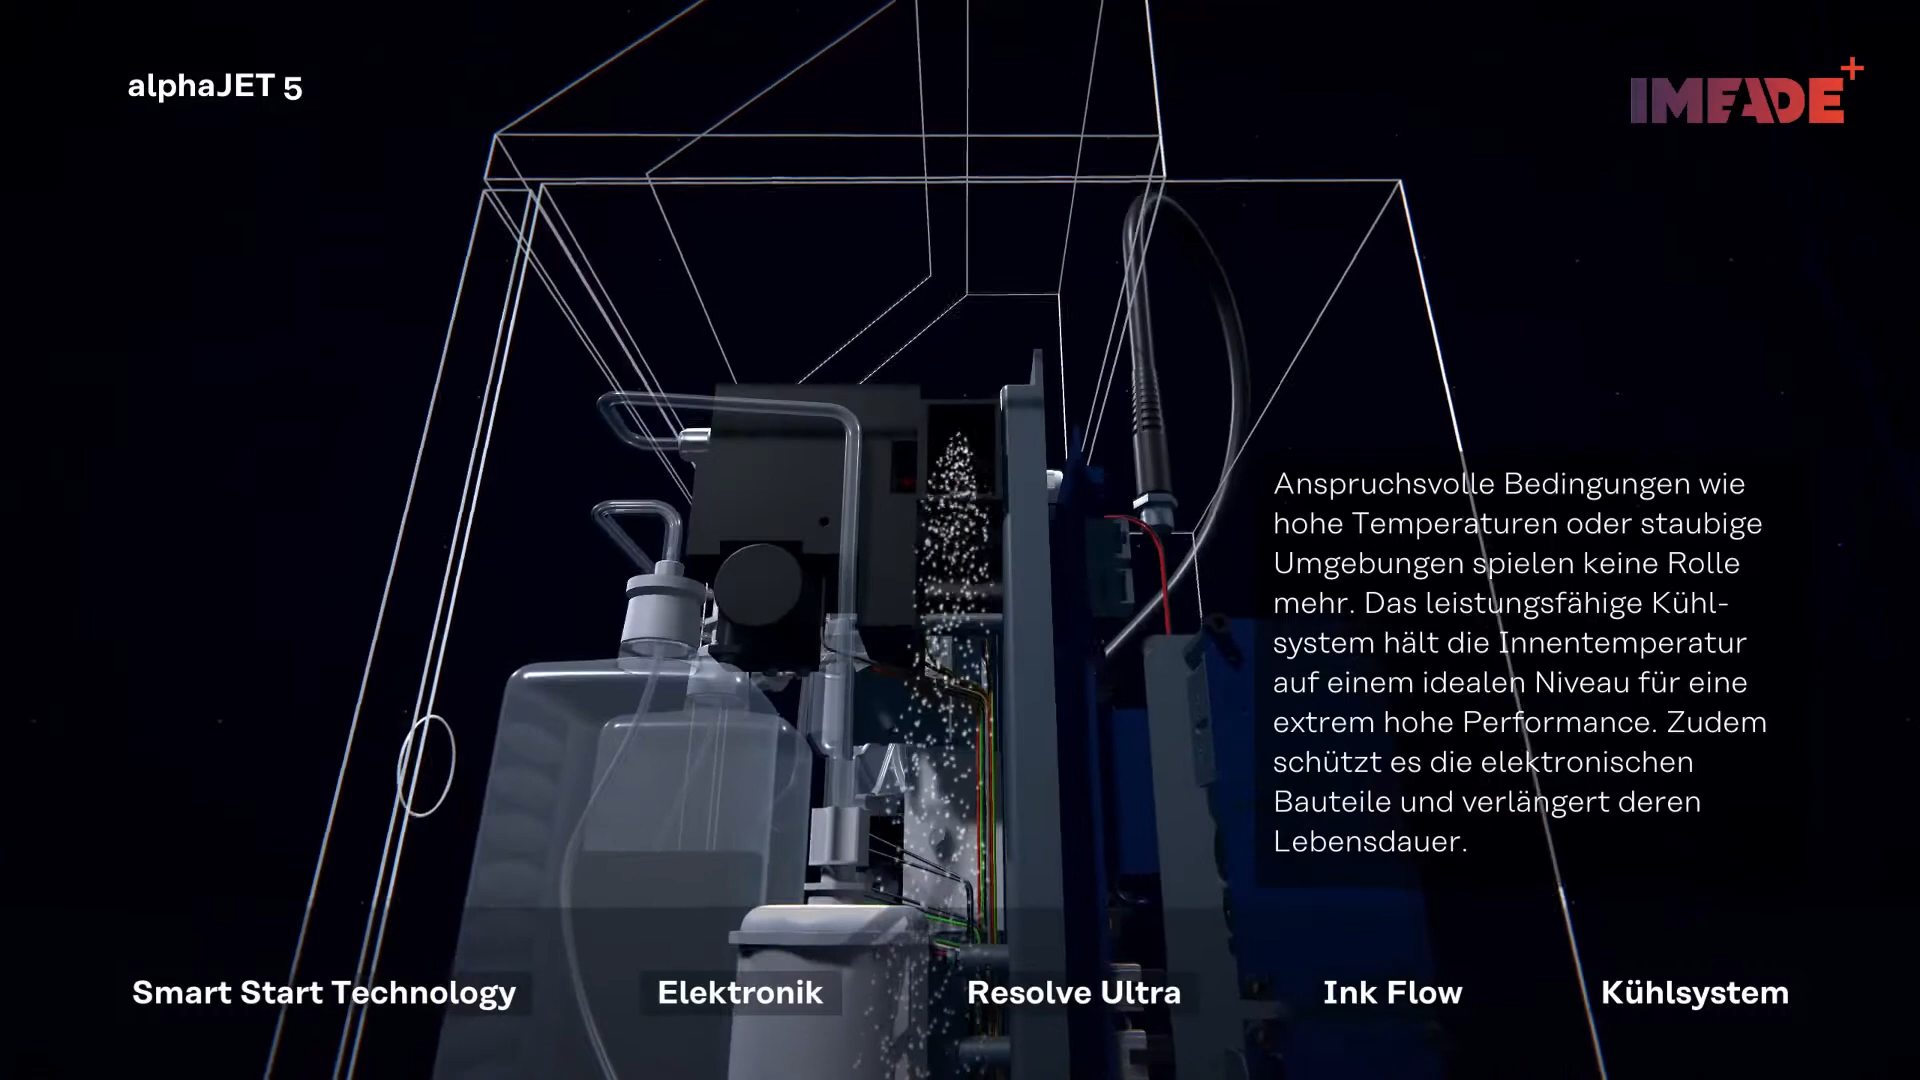 alphaJET 5
IMFADE+
Anspruchsvolle Bedingungen wie
hohe Temperaturen oder staubige
Umgebungen spielen keine Rolle
mehr. Das leistungsfähige Kühl-
system hält die Innentemperatur
auf einem idealen Niveau für eine
extrem hohe Performance. Zudem
schützt es die elektronischen
Bauteile und verlängert deren
Lebensdauer.
Smart Start Technology
Elektronik
Resolve Ultra
Ink Flow
Kühlsystem